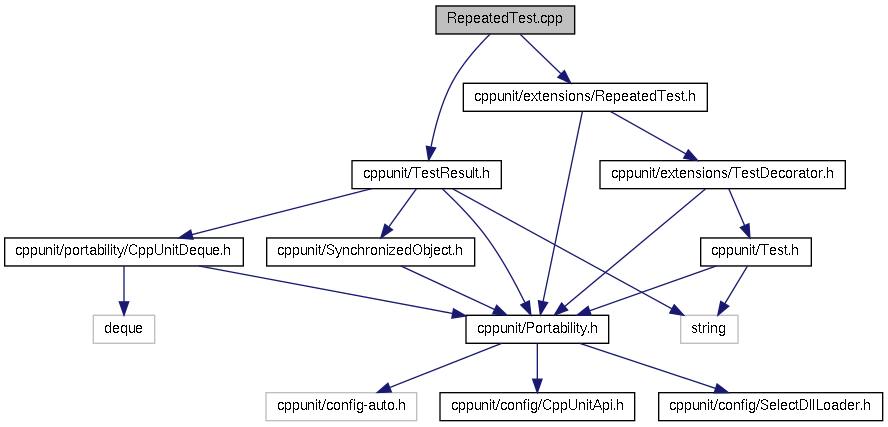 RepeatedTest.cpp
cppunit/extensions/RepeatedTest.h
cppunit/TestResult.h
cppunit/extensions/TestDecorator.h
cppunit/portability/CppUnitDeque.h
cppunit/SynchronizedObject.h
cppunit/Test.h
deque
cppunit/Portability.h
string
cppunit/config-auto.h
cppunit/config/CppUnitApi.h
cppunit/config/SelectDllLoader.h